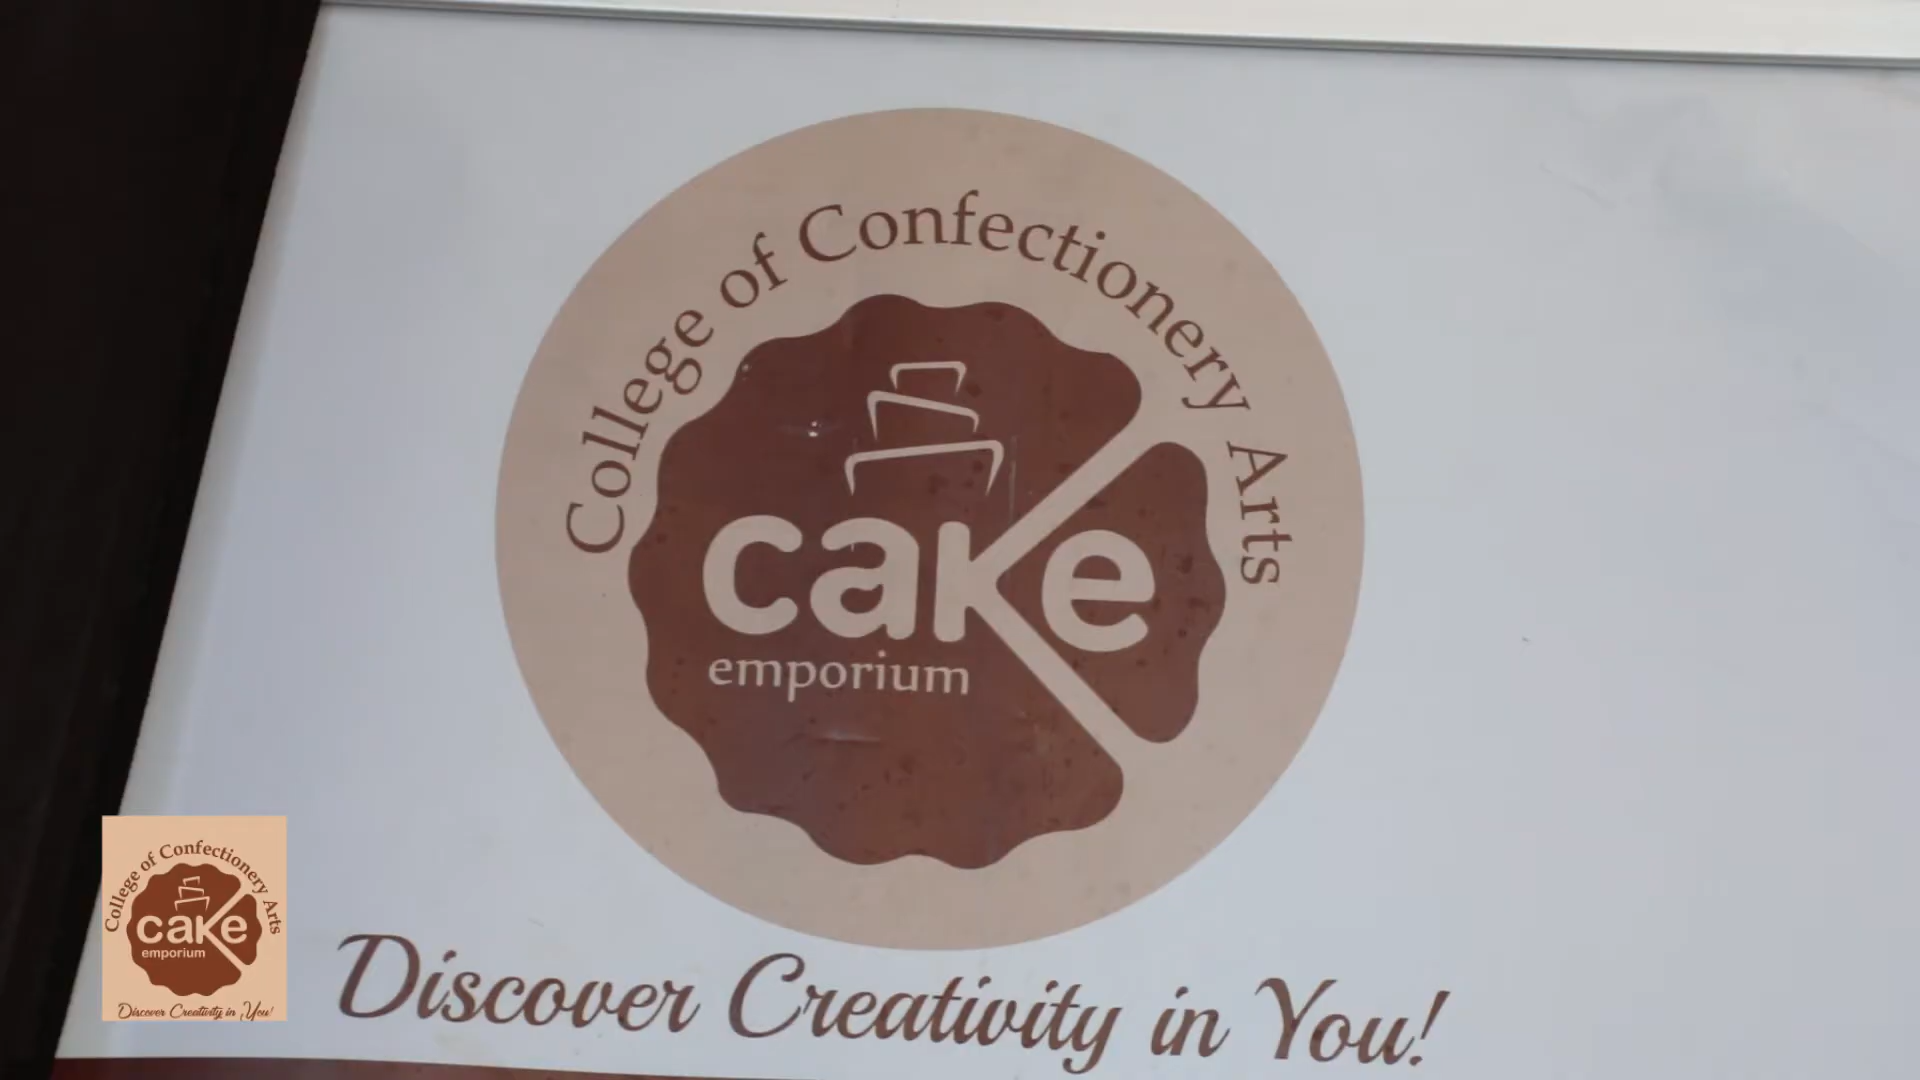 College of Confectionery Arts
cake
emporium
Discover Creativity in You!
College of Confectionery Arts
cake
emporium
Discover Creativity in You!